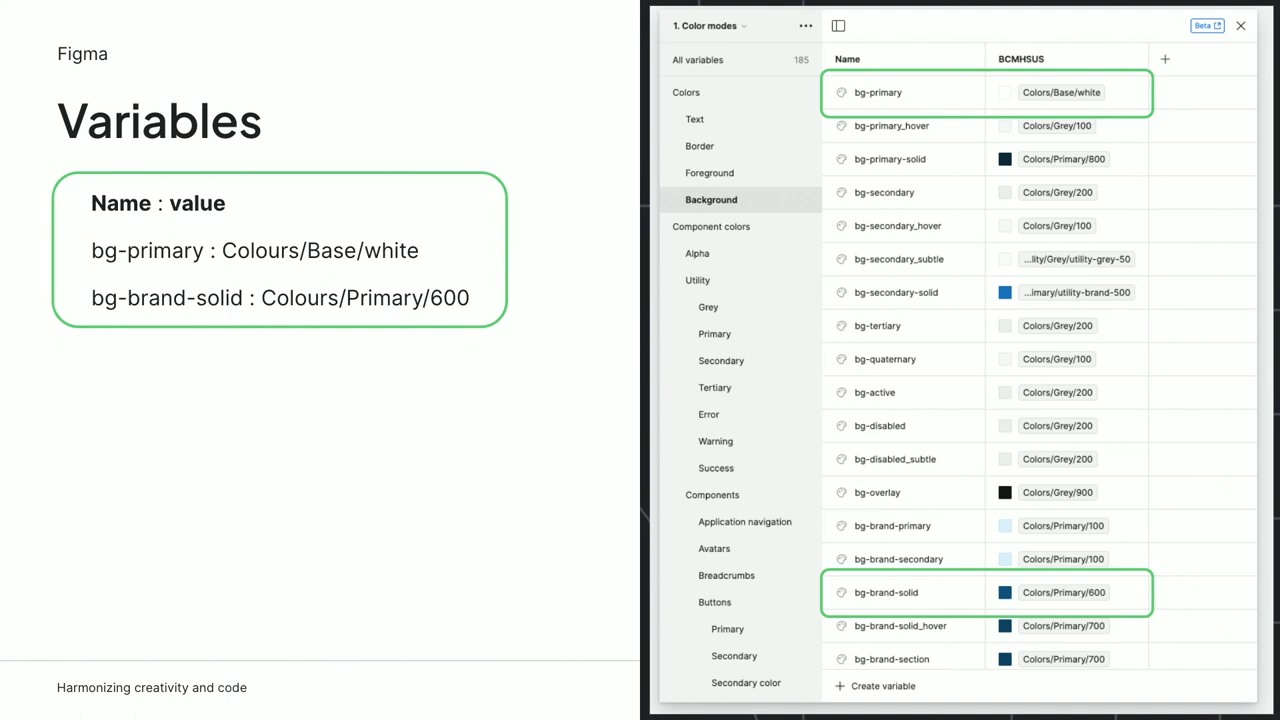 Figma
Variables
Name : value
bg-primary : Colours/Base/white
bg-brand-solid : Colours/Primary/600
Harmonizing creativity and code
1. Color modes
Beta
All variables 185
Colors
Text
Border
Foreground
Background
Component colors
Alpha
Utility
Grey
Primary
Secondary
Tertiary
Error
Warning
Success
Components
Application navigation
Avatars
Breadcrumbs
Buttons
Primary
Secondary
Secondary color
Name BCMHSUS
bg-primary Colors/Base/white
bg-primary_hover Colors/Grey/100
bg-primary-solid Colors/Primary/800
bg-secondary Colors/Grey/200
bg-secondary_hover Colors/Grey/100
bg-secondary_subtle ...lity/Grey/utility-grey-50
bg-secondary-solid ...imary/utility-brand-500
bg-tertiary Colors/Grey/200
bg-quaternary Colors/Grey/100
bg-active Colors/Grey/200
bg-disabled Colors/Grey/200
bg-disabled_subtle Colors/Grey/200
bg-overlay Colors/Grey/900
bg-brand-primary Colors/Primary/100
bg-brand-secondary Colors/Primary/100
bg-brand-solid Colors/Primary/600
bg-brand-solid_hover Colors/Primary/700
bg-brand-section Colors/Primary/700
Create variable